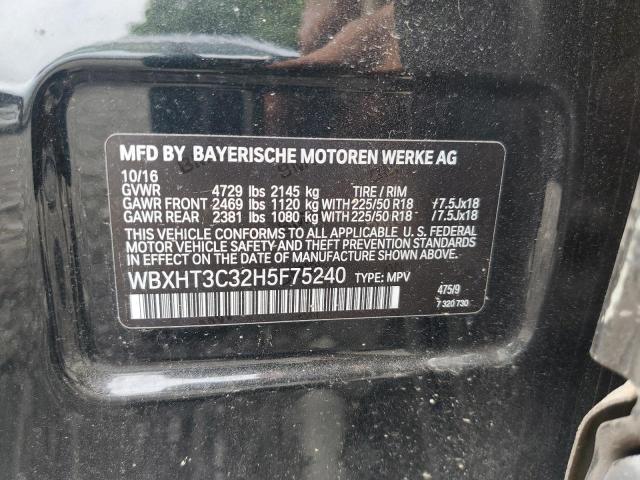 MFD BY BAYERISCHE MOTOREN WERKE AG
10/16
GVWR 4729 lbs 2145 kg TIRE / RIM
GAWR FRONT 2469 lbs 1120 kg WITH 225/50 R18 /7.5Jx18
GAWR REAR 2381 lbs 1080 kg WITH 225/50 R18 /7.5Jx18
THIS VEHICLE CONFORMS TO ALL APPLICABLE U. S. FEDERAL
MOTOR VEHICLE SAFETY AND THEFT PREVENTION STANDARDS
IN EFFECT ON THE DATE OF MANUFACTURE SHOWN ABOVE.
WBXHT3C32H5F75240 TYPE: MPV
475/9
7 320 730